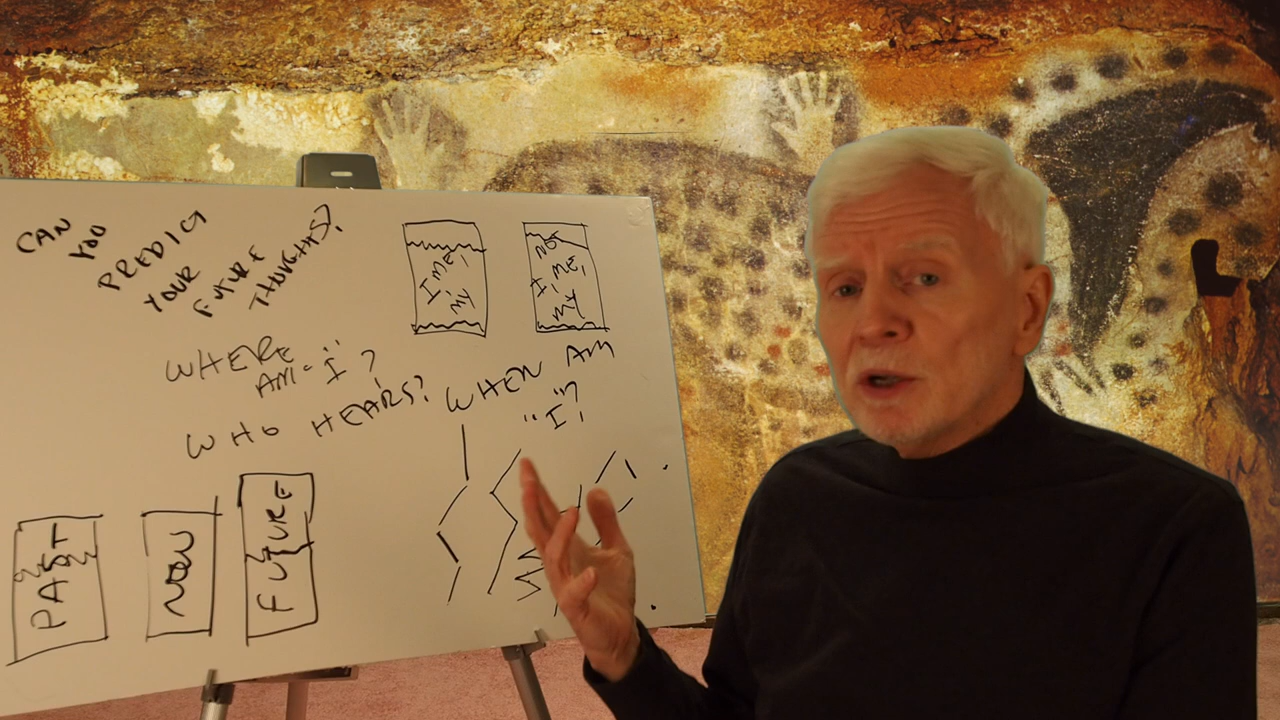 CAN
YOU
PREDICT
YOUR
FUTURE
THOUGHTS?
I, ME,
MY
NOT
I, ME,
MY
WHERE
AM "I"?
WHO HEARS?
WHEN AM
"I"?
PAST
NOW
FUTURE